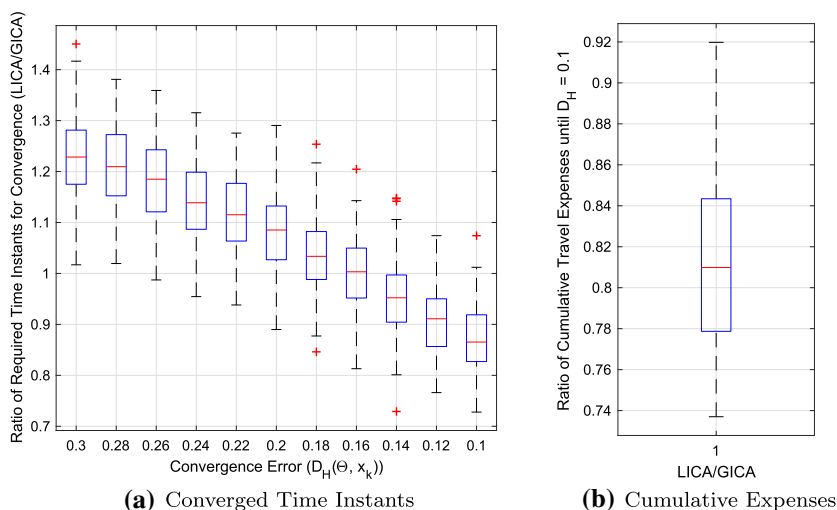 Ratio of Required Time Instants for Convergence (LICA/GICA)
1.4
1.3
1.2
1.1
1
0.9
0.8
0.7
0.3 0.28 0.26 0.24 0.22 0.2 0.18 0.16 0.14 0.12 0.1
Convergence Error (D_H(Θ, x_k))
(a) Converged Time Instants
Ratio of Cumulative Travel Expenses until D_H = 0.1
0.92
0.9
0.88
0.86
0.84
0.82
0.8
0.78
0.76
0.74
1
LICA/GICA
(b) Cumulative Expenses